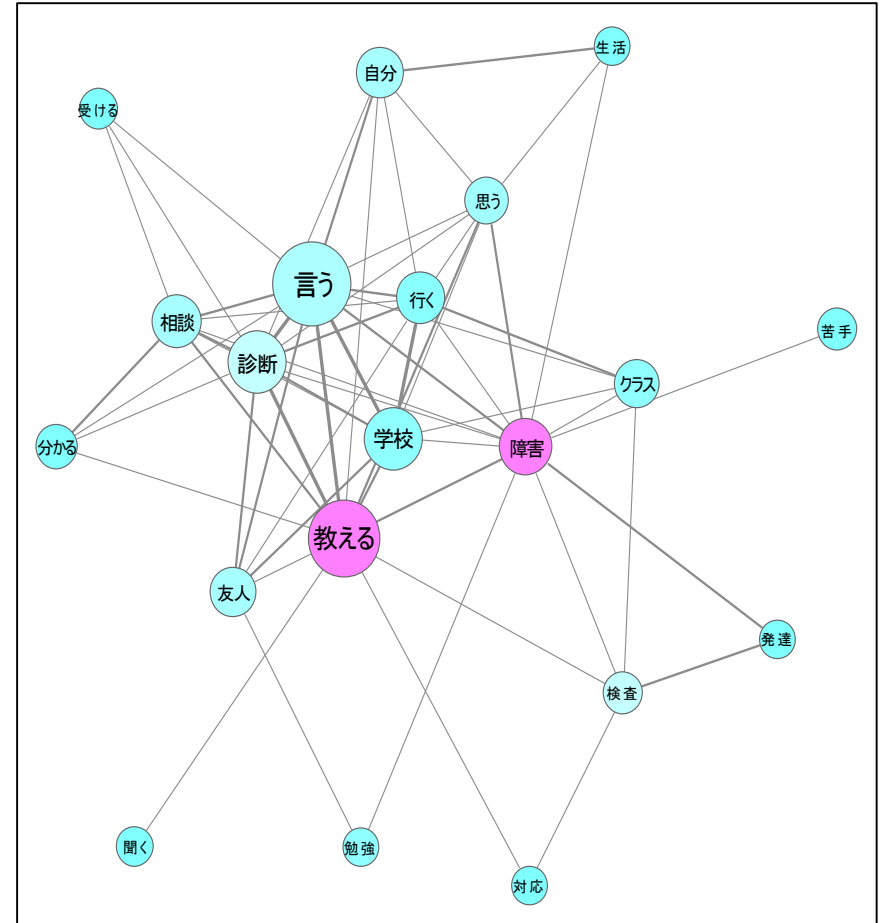 生活
自分
受ける
思う
言う
行く
相談
苦手
診断
クラス
学校
分かる
障害
教える
友人
発達
検査
聞く
勉強
対応